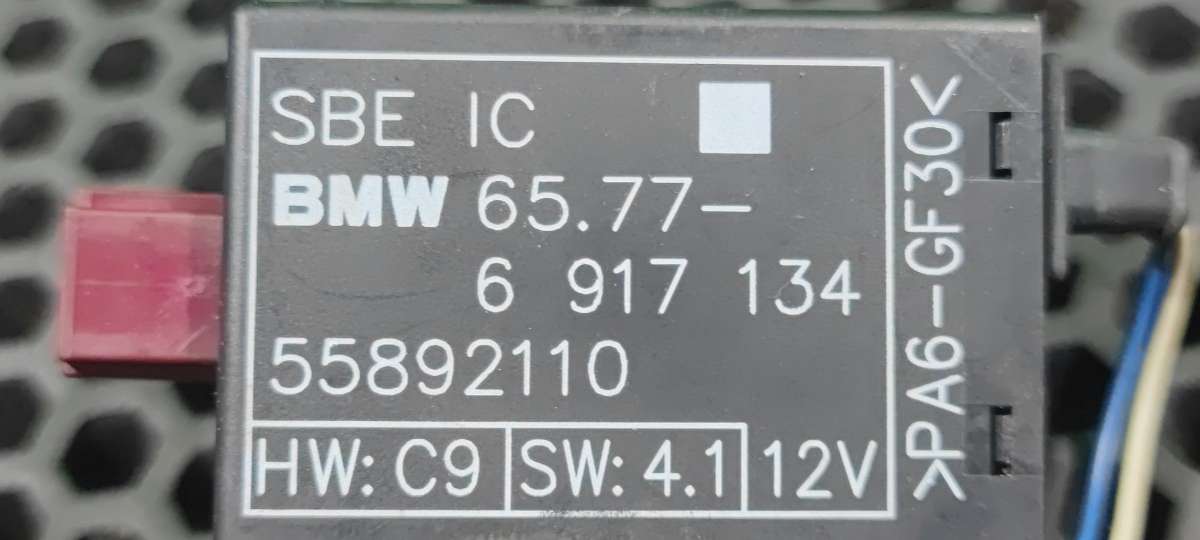 SBE IC
BMW 65.77-
6 917 134
55892110
HW: C9 SW: 4.1 12V
>PA6-GF30<